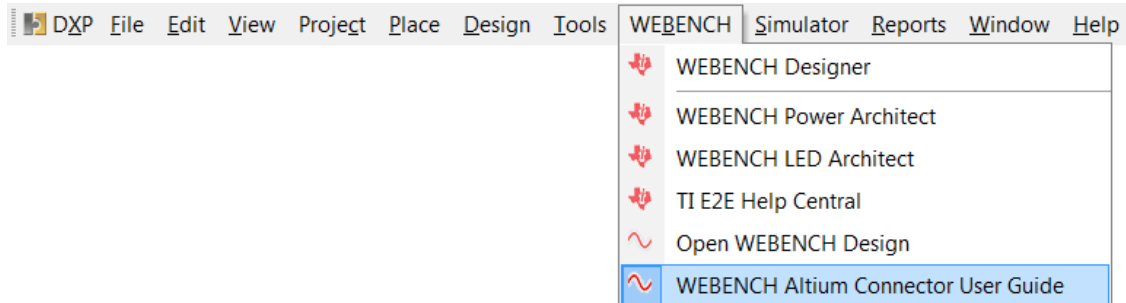 DXP File Edit View Project Place Design Tools WEBENCH Simulator Reports Window Help
WEBENCH Designer
WEBENCH Power Architect
WEBENCH LED Architect
TI E2E Help Central
Open WEBENCH Design
WEBENCH Altium Connector User Guide